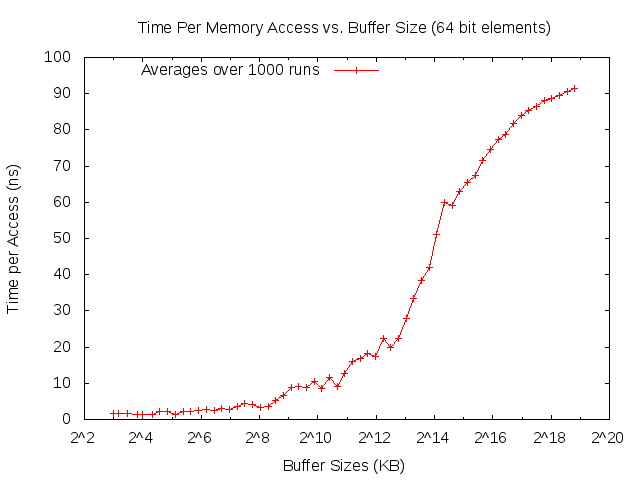 Time Per Memory Access vs. Buffer Size (64 bit elements)
Averages over 1000 runs
100
90
80
70
60
50
40
30
20
10
0
Time per Access (ns)
2^2 2^4 2^6 2^8 2^10 2^12 2^14 2^16 2^18 2^20
Buffer Sizes (KB)